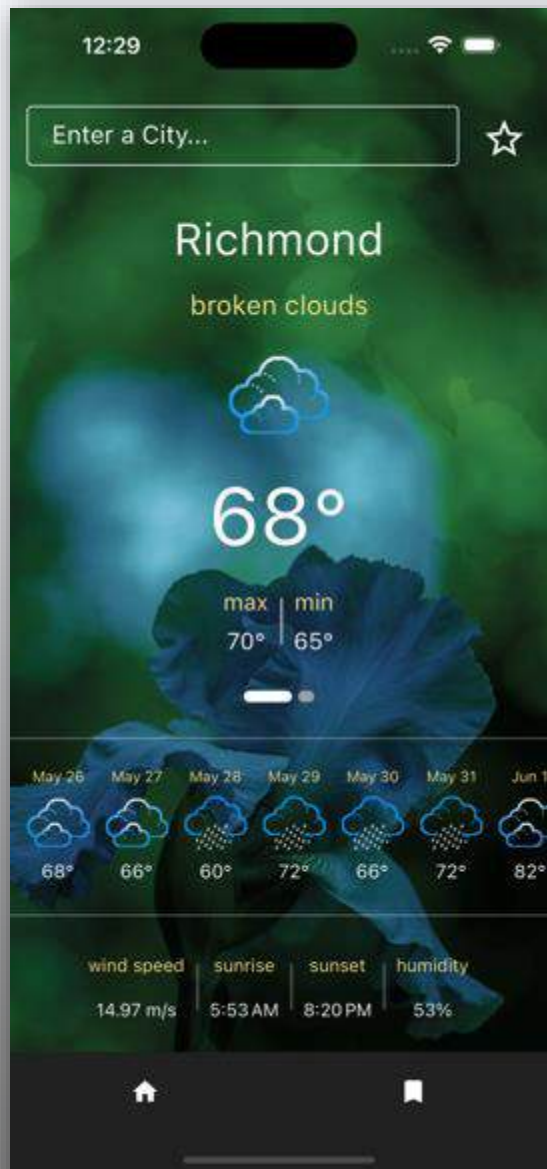 12:29
Enter a City...
Richmond
broken clouds
68°
max min
70° 65°
May 26 May 27 May 28 May 29 May 30 May 31 Jun 1
68° 66° 60° 72° 66° 72° 82°
wind speed sunrise sunset humidity
14.97 m/s 5:53 AM 8:20 PM 53%